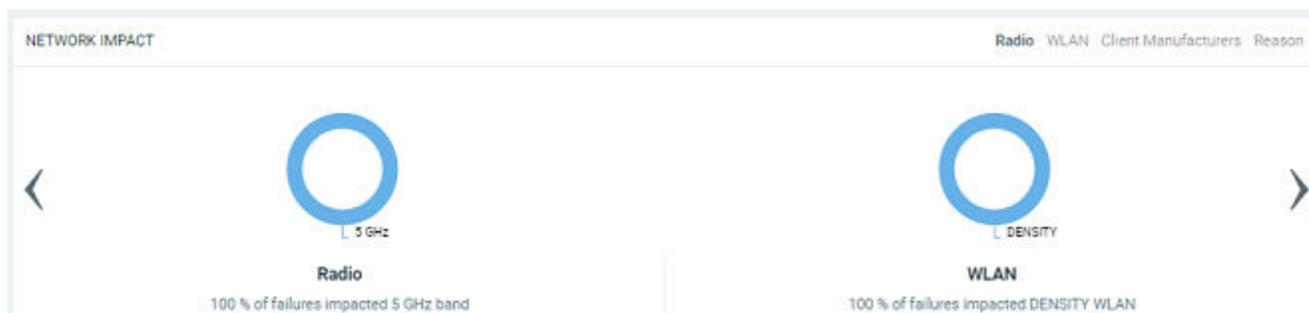 NETWORK IMPACT
Radio WLAN Client Manufacturers Reason
5 GHz
DENSITY
Radio
WLAN
100 % of failures impacted 5 GHz band
100 % of failures impacted DENSITY WLAN